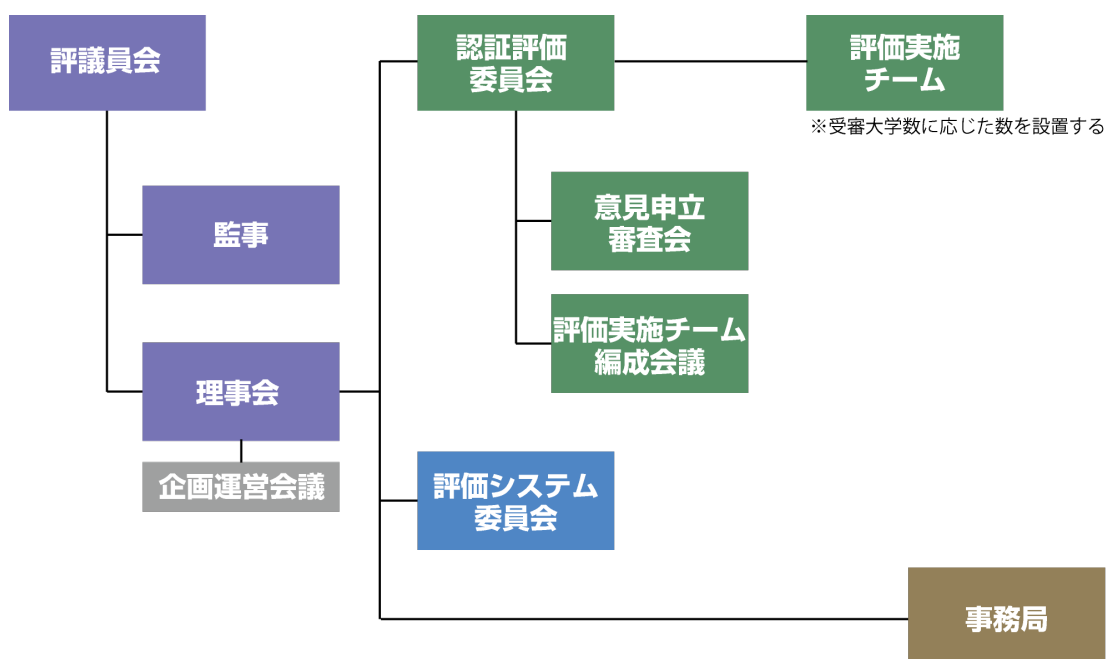 評議員会
監事
理事会
企画運営会議
認証評価
委員会
評価実施
チーム
※受審大学数に応じた数を設置する
意見申立
審査会
評価実施チーム
編成会議
評価システム
委員会
事務局